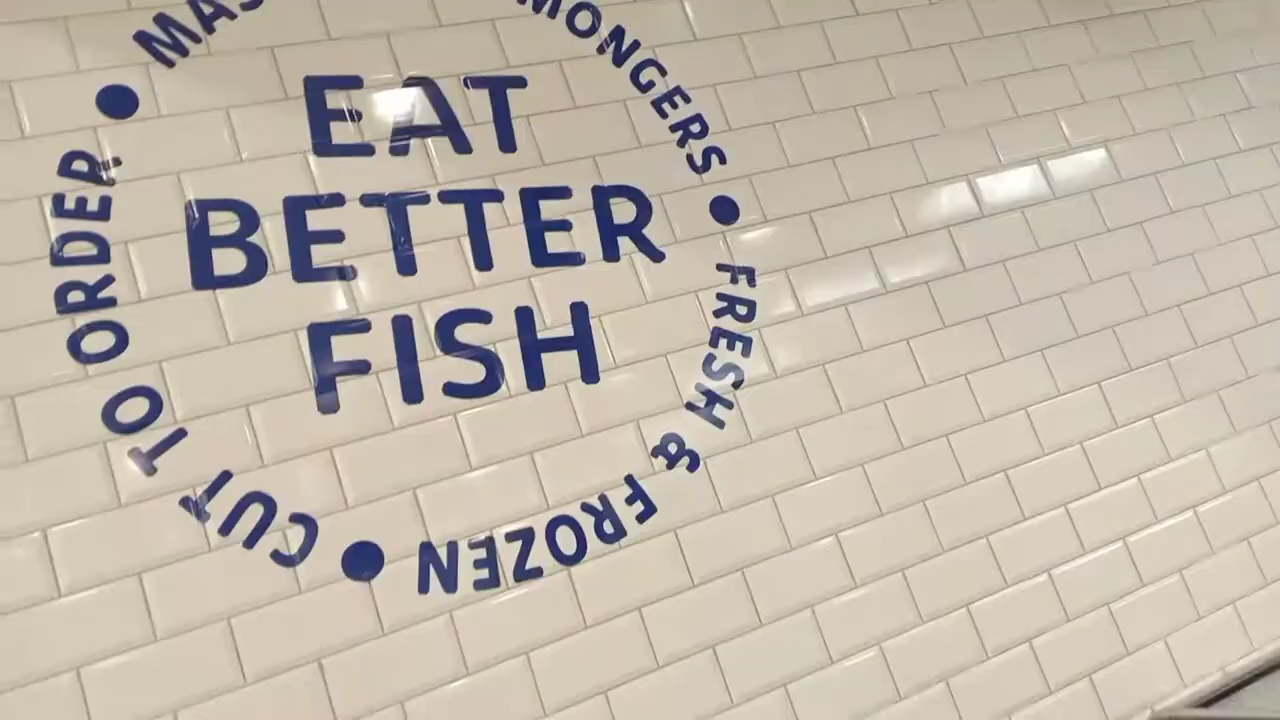 EAT
BETTER
FISH
MONGERS • FRESH & FROZEN • CUT TO ORDER •